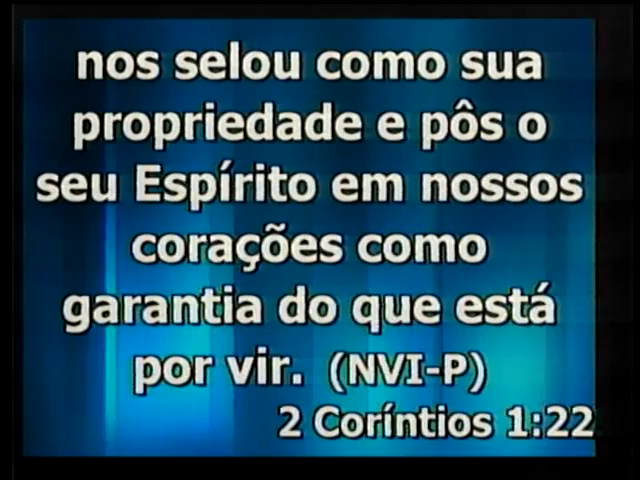 nos selou como sua
propriedade e pôs o
seu Espírito em nossos
corações como
garantia do que está
por vir. (NVI-P)
2 Coríntios 1:22